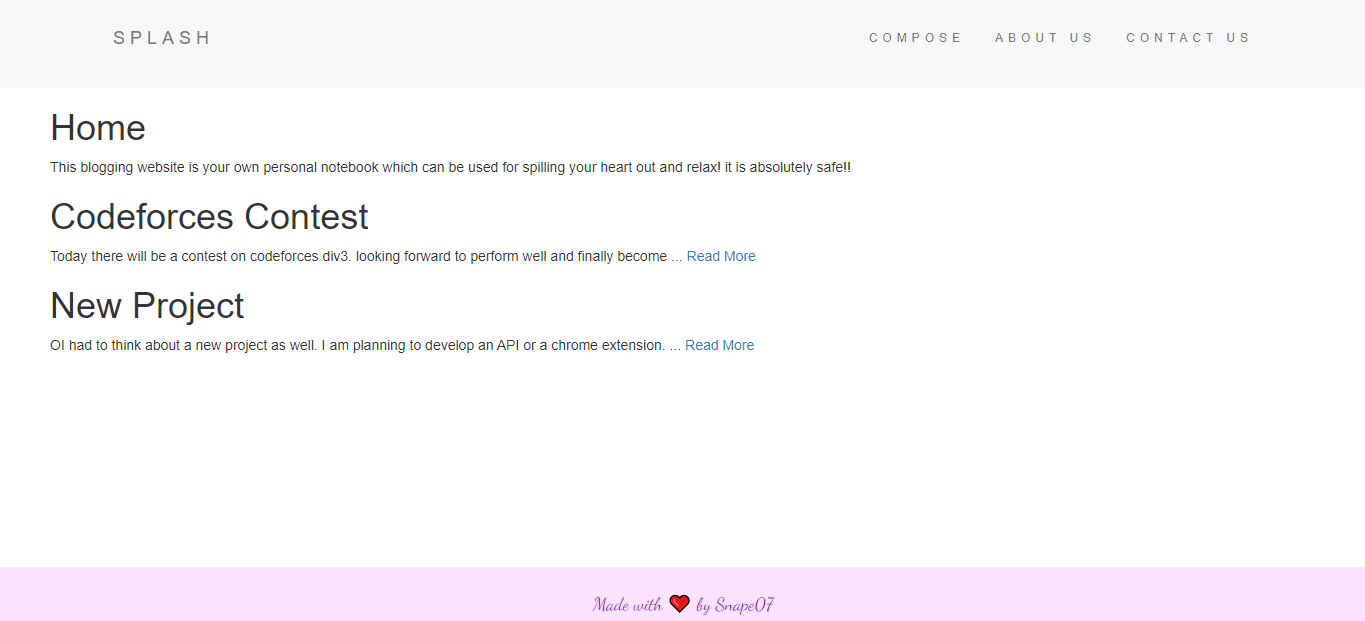 SPLASH
COMPOSE ABOUT US CONTACT US
Home
This blogging website is your own personal notebook which can be used for spilling your heart out and relax! it is absolutely safe!!
Codeforces Contest
Today there will be a contest on codeforces div3. looking forward to perform well and finally become ... Read More
New Project
OI had to think about a new project as well. I am planning to develop an API or a chrome extension. ... Read More
Made with ❤ by Snape07